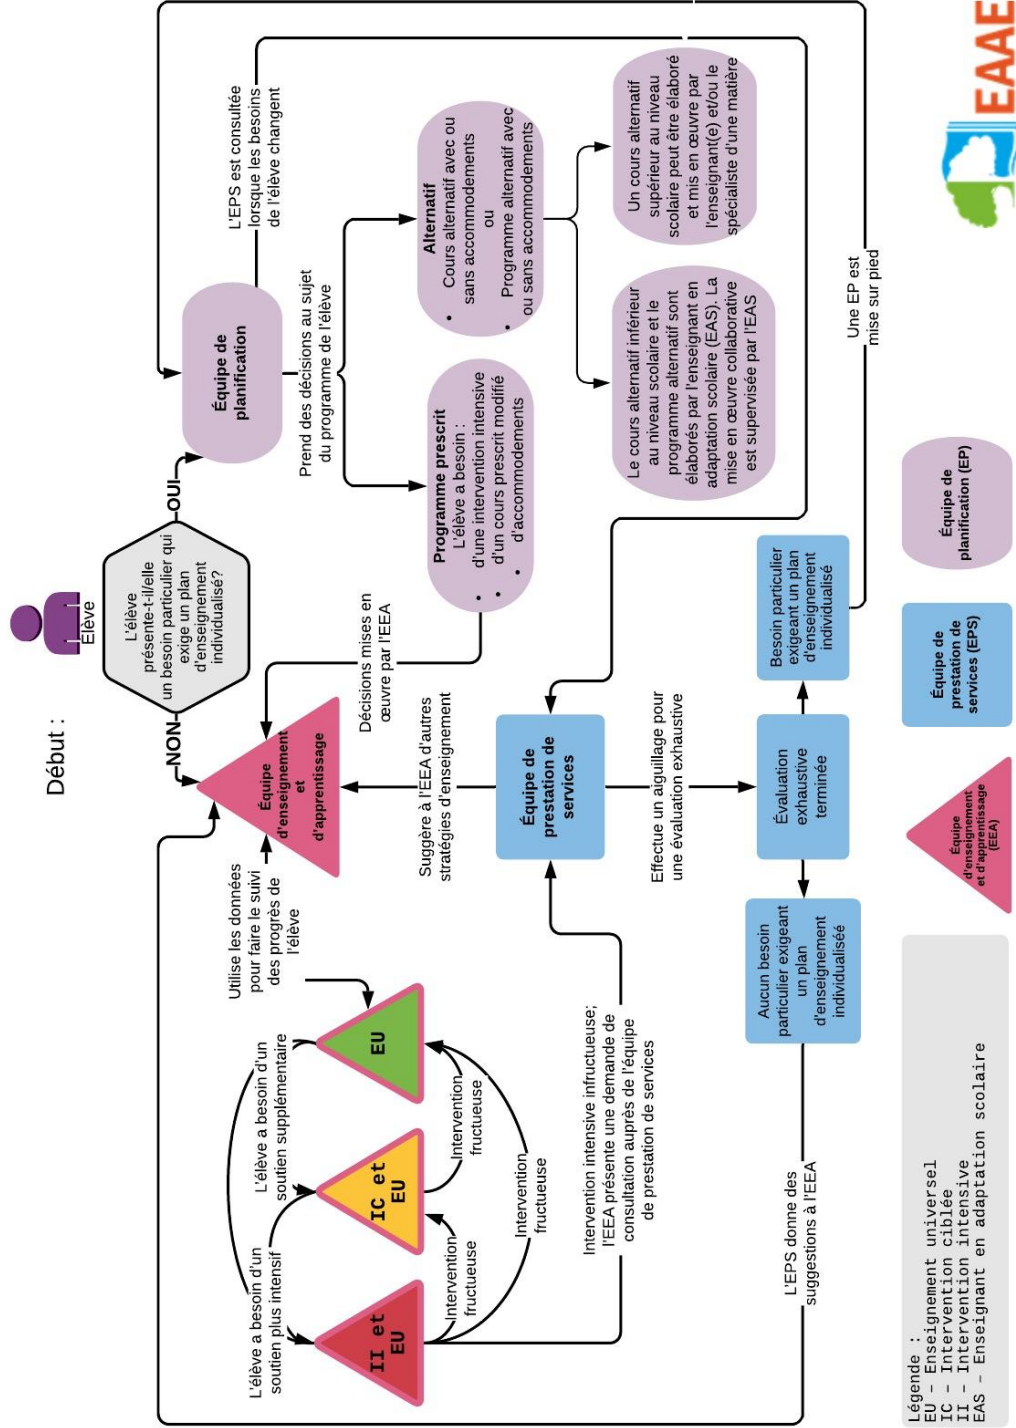 Début :
Élève
L'élève
présente-t-il/elle
un besoin particulier qui
exige un plan
d'enseignement
individualisé?
NON
OUI
Équipe
d'enseignement
et
d'apprentissage
Équipe de
planification
L'EPS est consultée
lorsque les besoins
de l'élève changent
Utilise les données
pour faire le suivi
des progrès de
l'élève
Prend des décisions au sujet
du programme de l'élève
L'élève a besoin d'un
soutien plus intensif
L'élève a besoin d'un
soutien supplémentaire
II et
EU
IC et
EU
EU
Intervention
fructueuse
Intervention
fructueuse
Intervention
fructueuse
Décisions mises en
œuvre par l'EEA
Programme prescrit
L'élève a besoin :
• d'une intervention intensive
• d'un cours prescrit modifié
• d'accommodements
Alternatif
• Cours alternatif avec ou
sans accommodements
ou
• Programme alternatif avec
ou sans accommodements
Suggère à l'EEA d'autres
stratégies d'enseignement
Équipe de
prestation de
services
Intervention intensive infructueuse;
l'EEA présente une demande de
consultation auprès de l'équipe
de prestation de services
Le cours alternatif inférieur
au niveau scolaire et le
programme alternatif sont
élaborés par l'enseignant en
adaptation scolaire (EAS). La
mise en œuvre collaborative
est supervisée par l'EAS
Un cours alternatif
supérieur au niveau
scolaire peut être élaboré
et mis en œuvre par
l'enseignant(e) et/ou le
spécialiste d'une matière
Effectue un aiguillage pour
une évaluation exhaustive
Aucun besoin
particulier exigeant
un plan
d'enseignement
individualiseé
Évaluation
exhaustive
terminée
Besoin particulier
exigeant un plan
d'enseignement
individualisé
L'EPS donne des
suggestions à l'EEA
Une EP est
mise sur pied
Légende :
EU – Enseignement universel
IC – Intervention ciblée
II – Intervention intensive
EAS – Enseignant en adaptation scolaire
Équipe
d'enseignement
et d'apprentissage
(EEA)
Équipe de
prestation de
services (EPS)
Équipe de
planification (EP)
EAAE